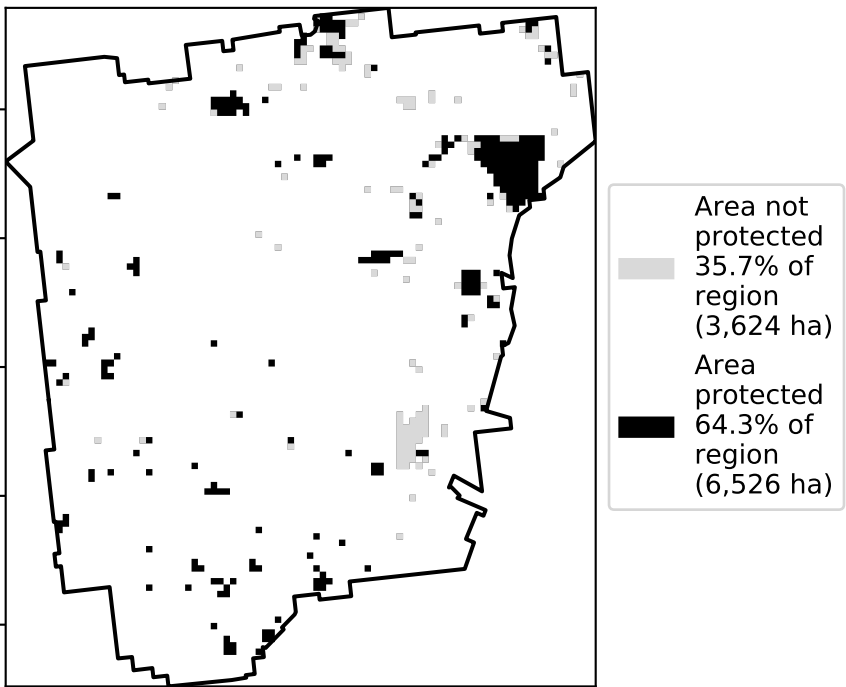 Area not
protected
35.7% of
region
(3,624 ha)
Area
protected
64.3% of
region
(6,526 ha)